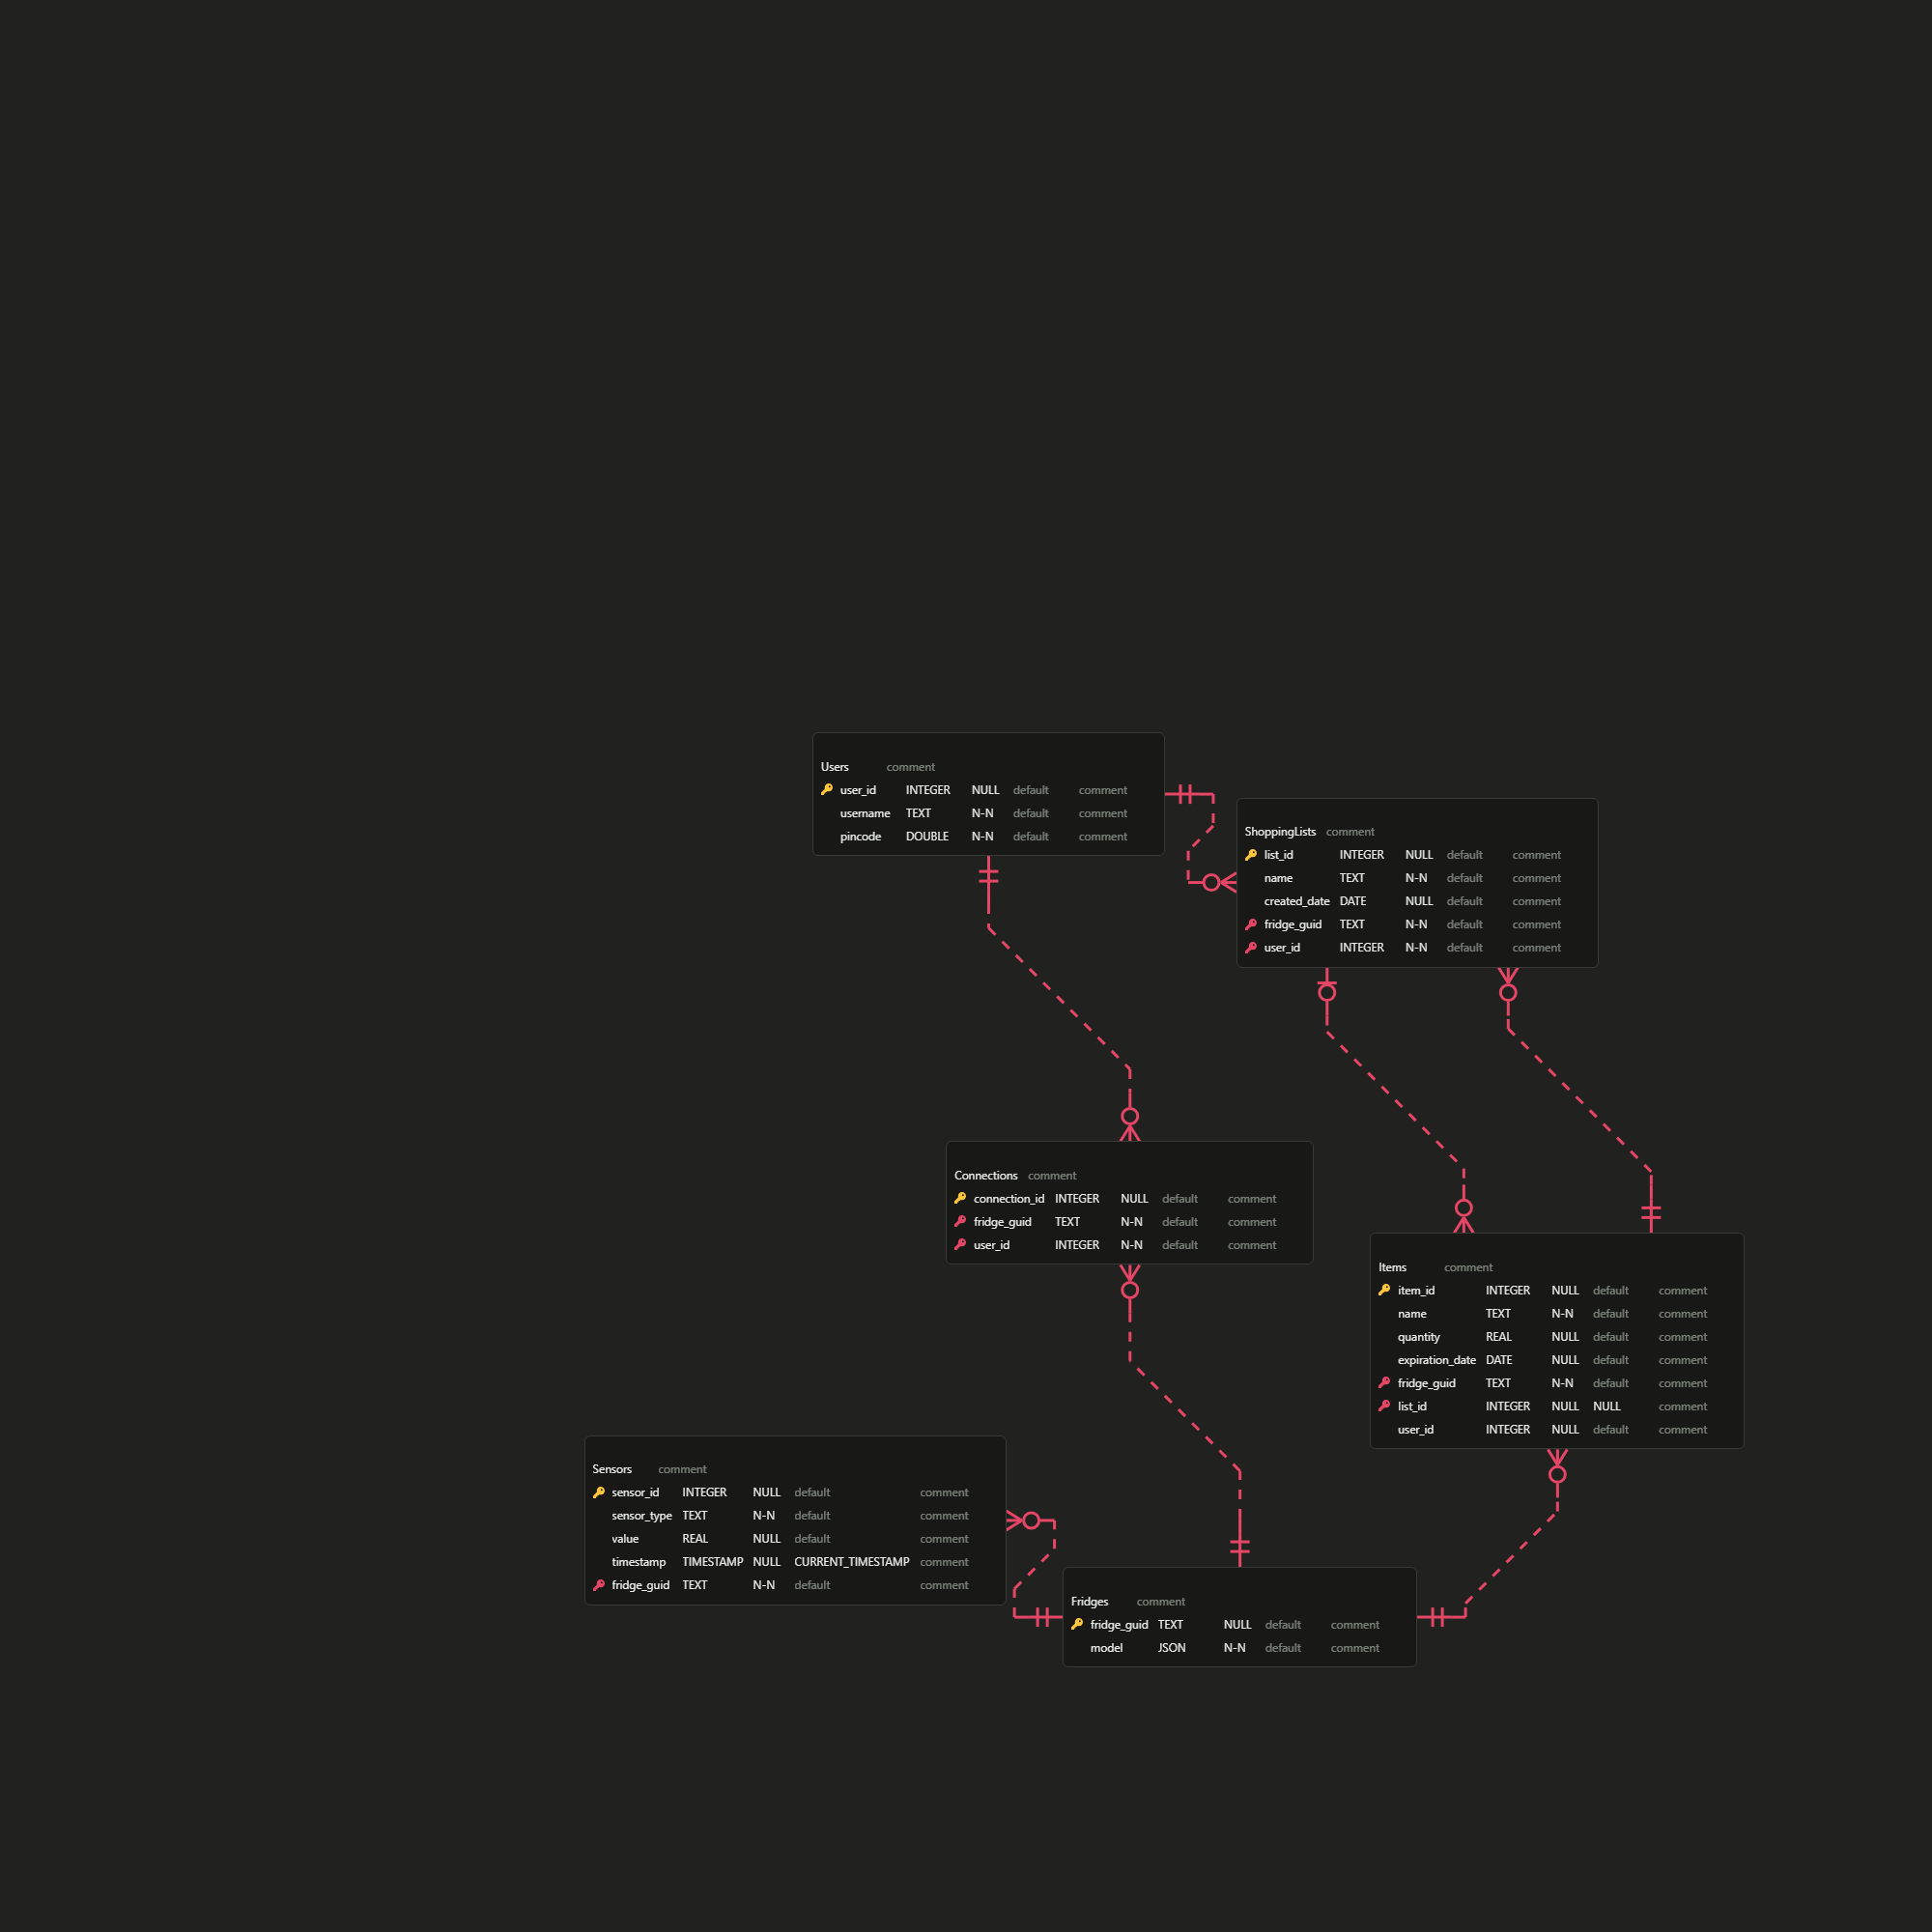 Users comment
user_id INTEGER NULL default comment
username TEXT N-N default comment
pincode DOUBLE N-N default comment
ShoppingLists comment
list_id INTEGER NULL default comment
name TEXT N-N default comment
created_date DATE NULL default comment
fridge_guid TEXT N-N default comment
user_id INTEGER N-N default comment
Connections comment
connection_id INTEGER NULL default comment
fridge_guid TEXT N-N default comment
user_id INTEGER N-N default comment
Items comment
item_id INTEGER NULL default comment
name TEXT N-N default comment
quantity REAL NULL default comment
expiration_date DATE NULL default comment
fridge_guid TEXT N-N default comment
list_id INTEGER NULL NULL comment
user_id INTEGER NULL default comment
Sensors comment
sensor_id INTEGER NULL default comment
sensor_type TEXT N-N default comment
value REAL NULL default comment
timestamp TIMESTAMP NULL CURRENT_TIMESTAMP comment
fridge_guid TEXT N-N default comment
Fridges comment
fridge_guid TEXT NULL default comment
model JSON N-N default comment